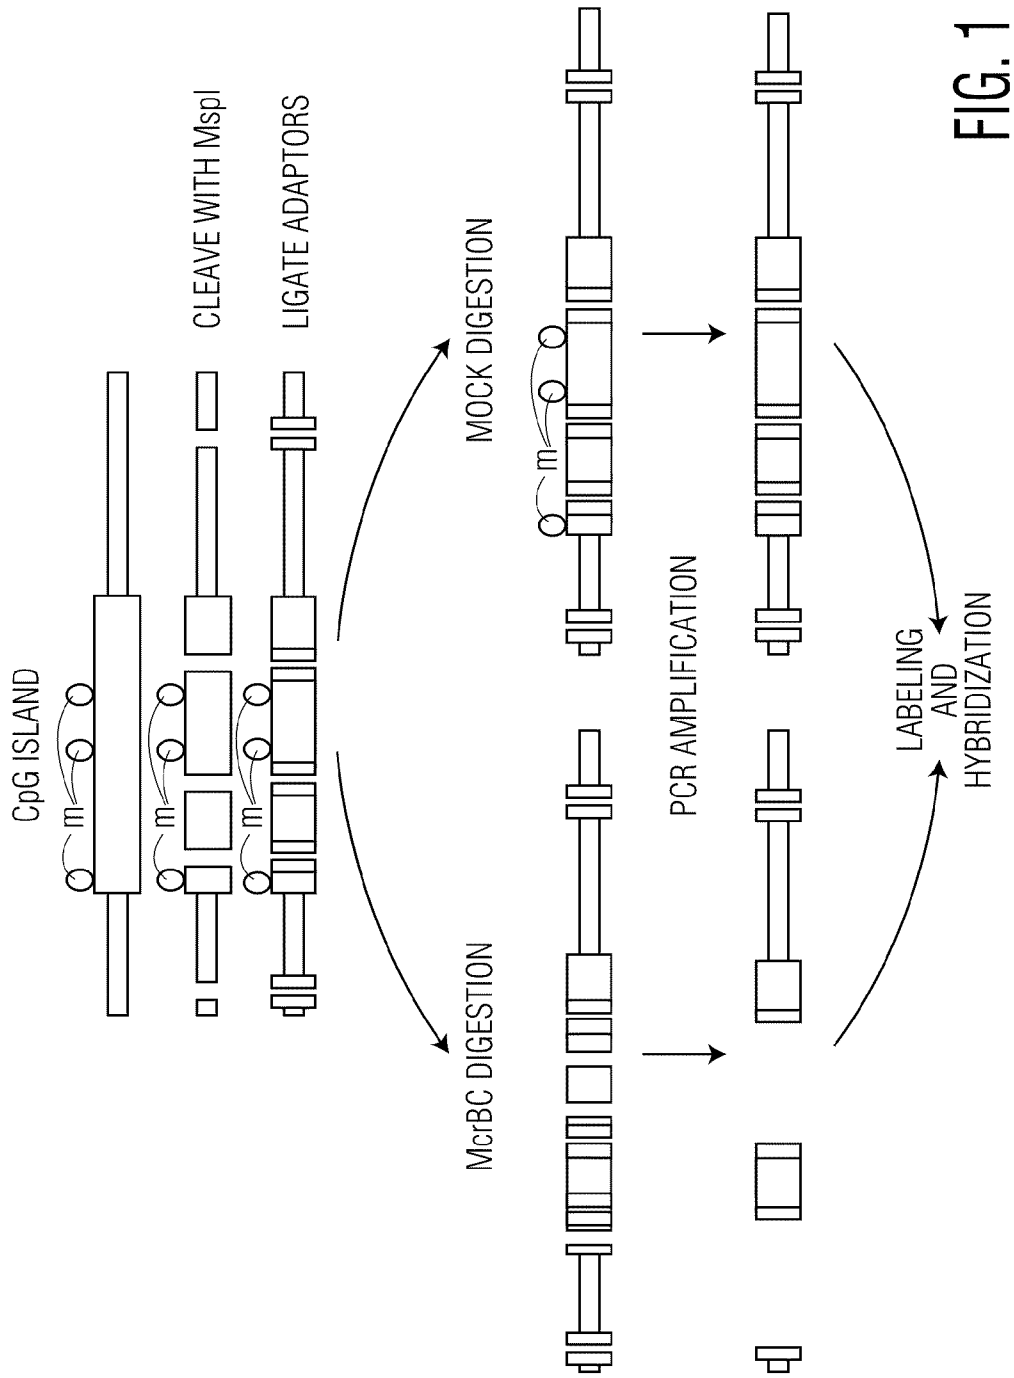 CpG ISLAND
m
m
CLEAVE WITH MspI
m
LIGATE ADAPTORS
McrBC DIGESTION
MOCK DIGESTION
m
PCR AMPLIFICATION
LABELING
AND
HYBRIDIZATION
FIG. 1